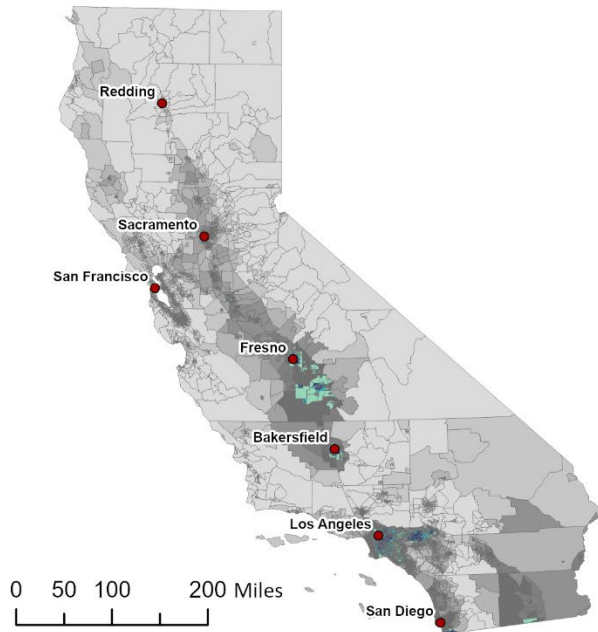 Redding
Sacramento
San Francisco
Fresno
Bakersfield
Los Angeles
San Diego
0 50 100 200 Miles